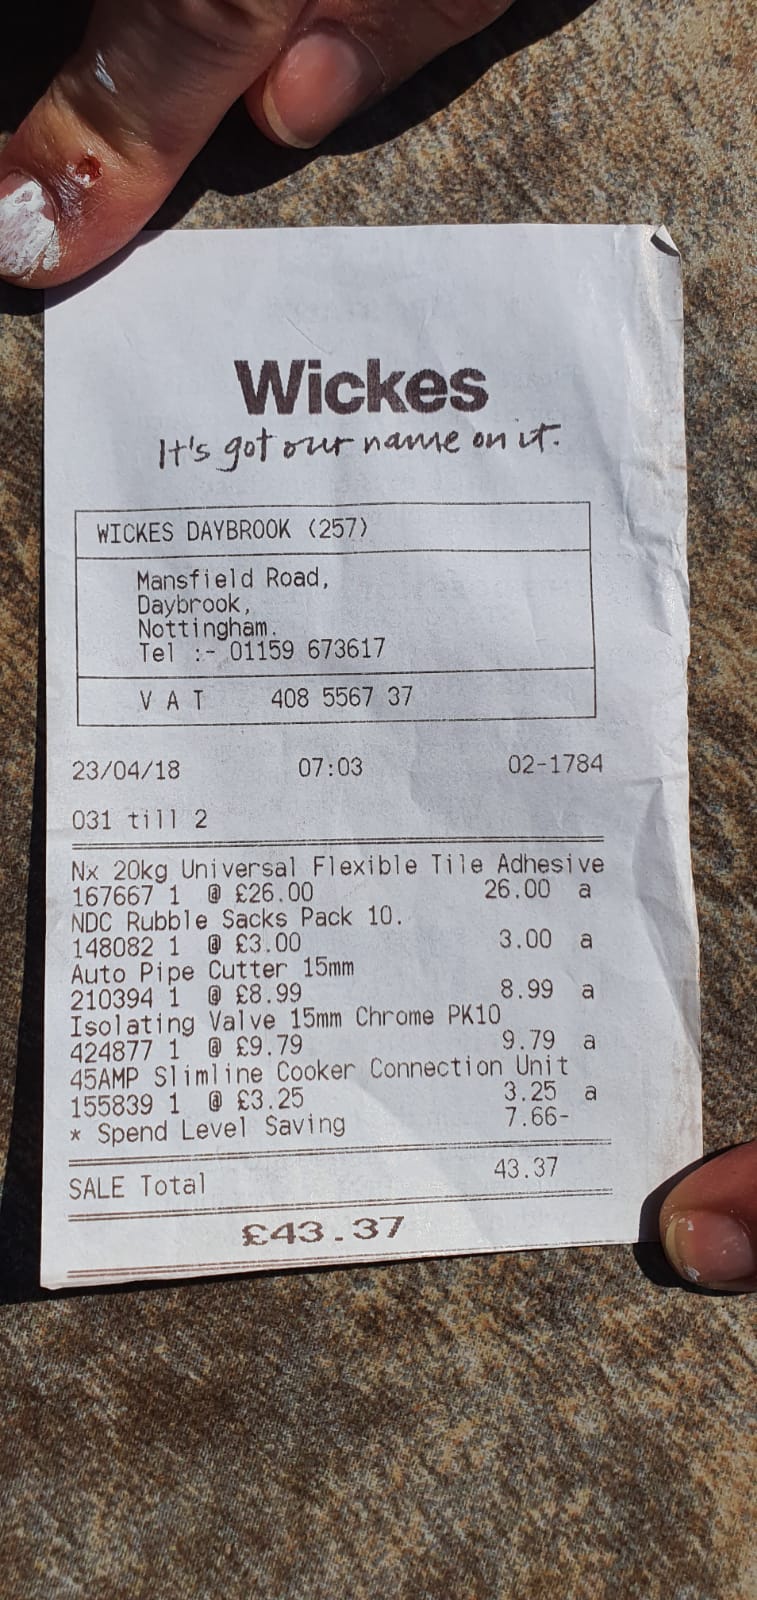 Wickes
It's got our name on it.
WICKES DAYBROOK (257)
Mansfield Road,
Daybrook,
Nottingham.
Tel :- 01159 673617
V A T 408 5567 37
23/04/18 07:03 02-1784
031 till 2
Nx 20kg Universal Flexible Tile Adhesive
167667 1 @ £26.00 26.00 a
NDC Rubble Sacks Pack 10.
148082 1 @ £3.00 3.00 a
Auto Pipe Cutter 15mm
210394 1 @ £8.99 8.99 a
Isolating Valve 15mm Chrome PK10
424877 1 @ £9.79 9.79 a
45AMP Slimline Cooker Connection Unit
155839 1 @ £3.25 3.25 a
* Spend Level Saving 7.66-
SALE Total 43.37
£43.37